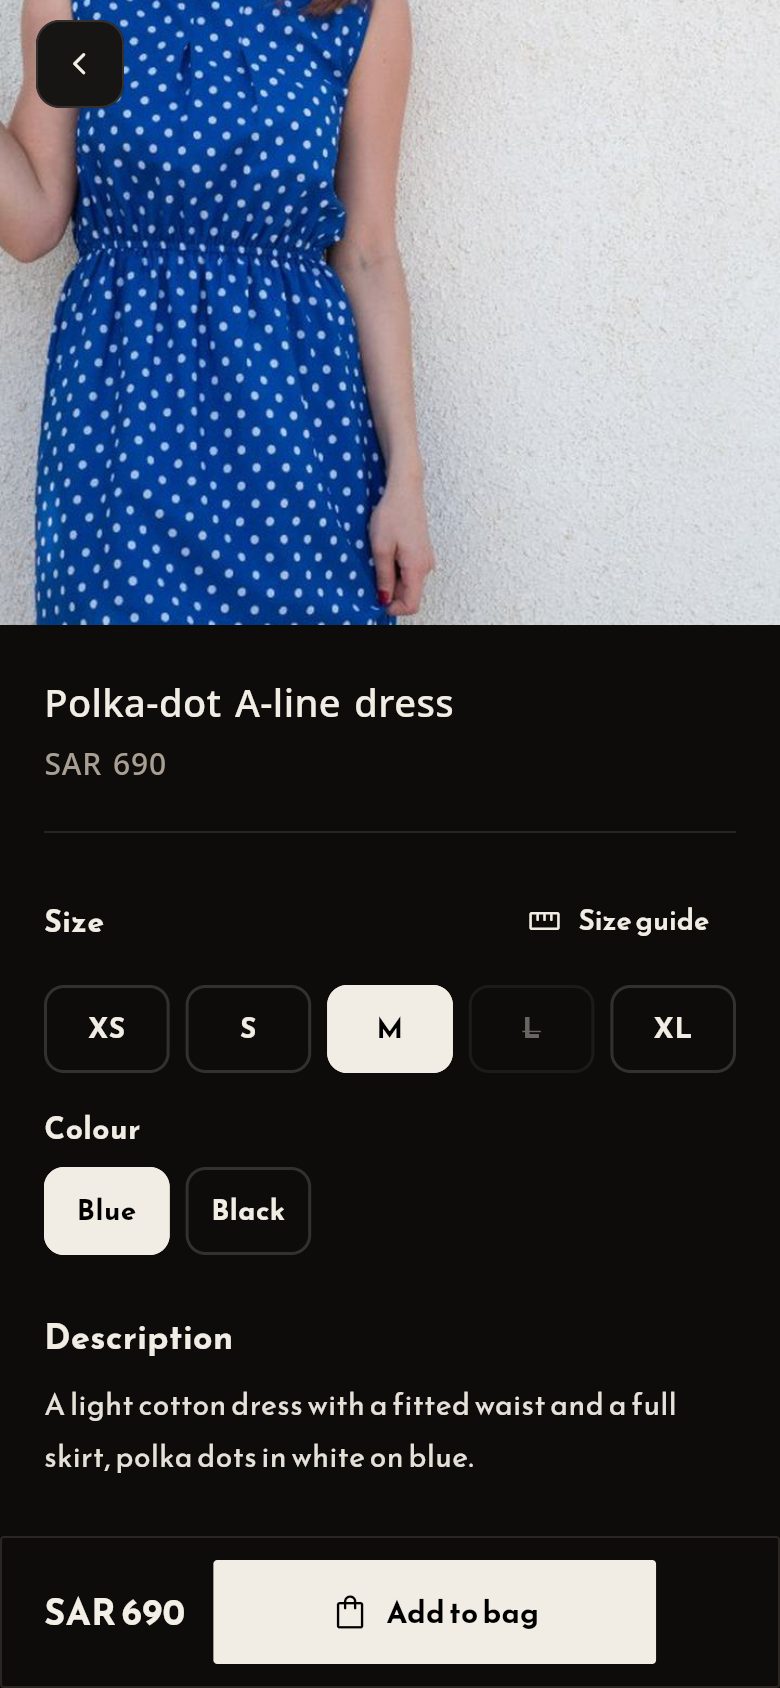 Polka-dot A-line dress
SAR 690
Size
Size guide
XS
S
M
L
XL
Colour
Blue
Black
Description
A light cotton dress with a fitted waist and a full
skirt, polka dots in white on blue.
SAR 690
Add to bag